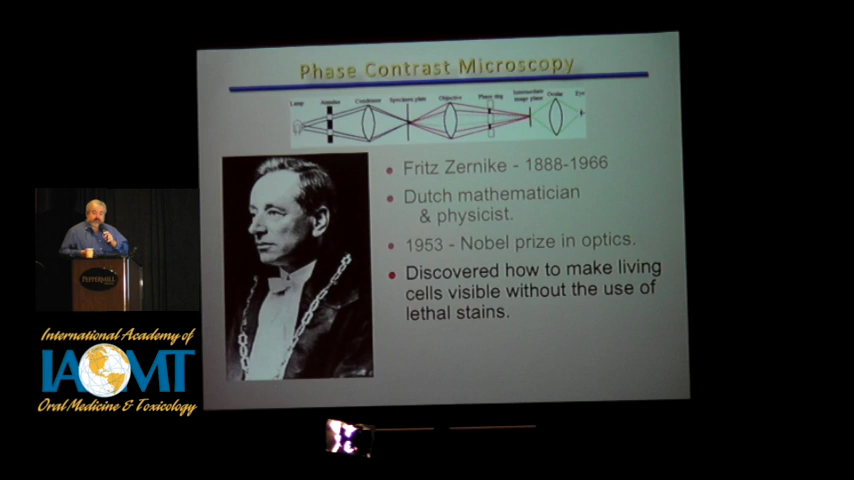 Phase Contrast Microscopy
Lamp Annulus Condenser Specimen plate Objective Phase ring Intermediate image plane Ocular Eye
Fritz Zernike - 1888-1966
Dutch mathematician
& physicist.
1953 - Nobel prize in optics.
Discovered how to make living
cells visible without the use of
lethal stains.
PEPPERMILL
International Academy of
IAOMT
Oral Medicine & Toxicology